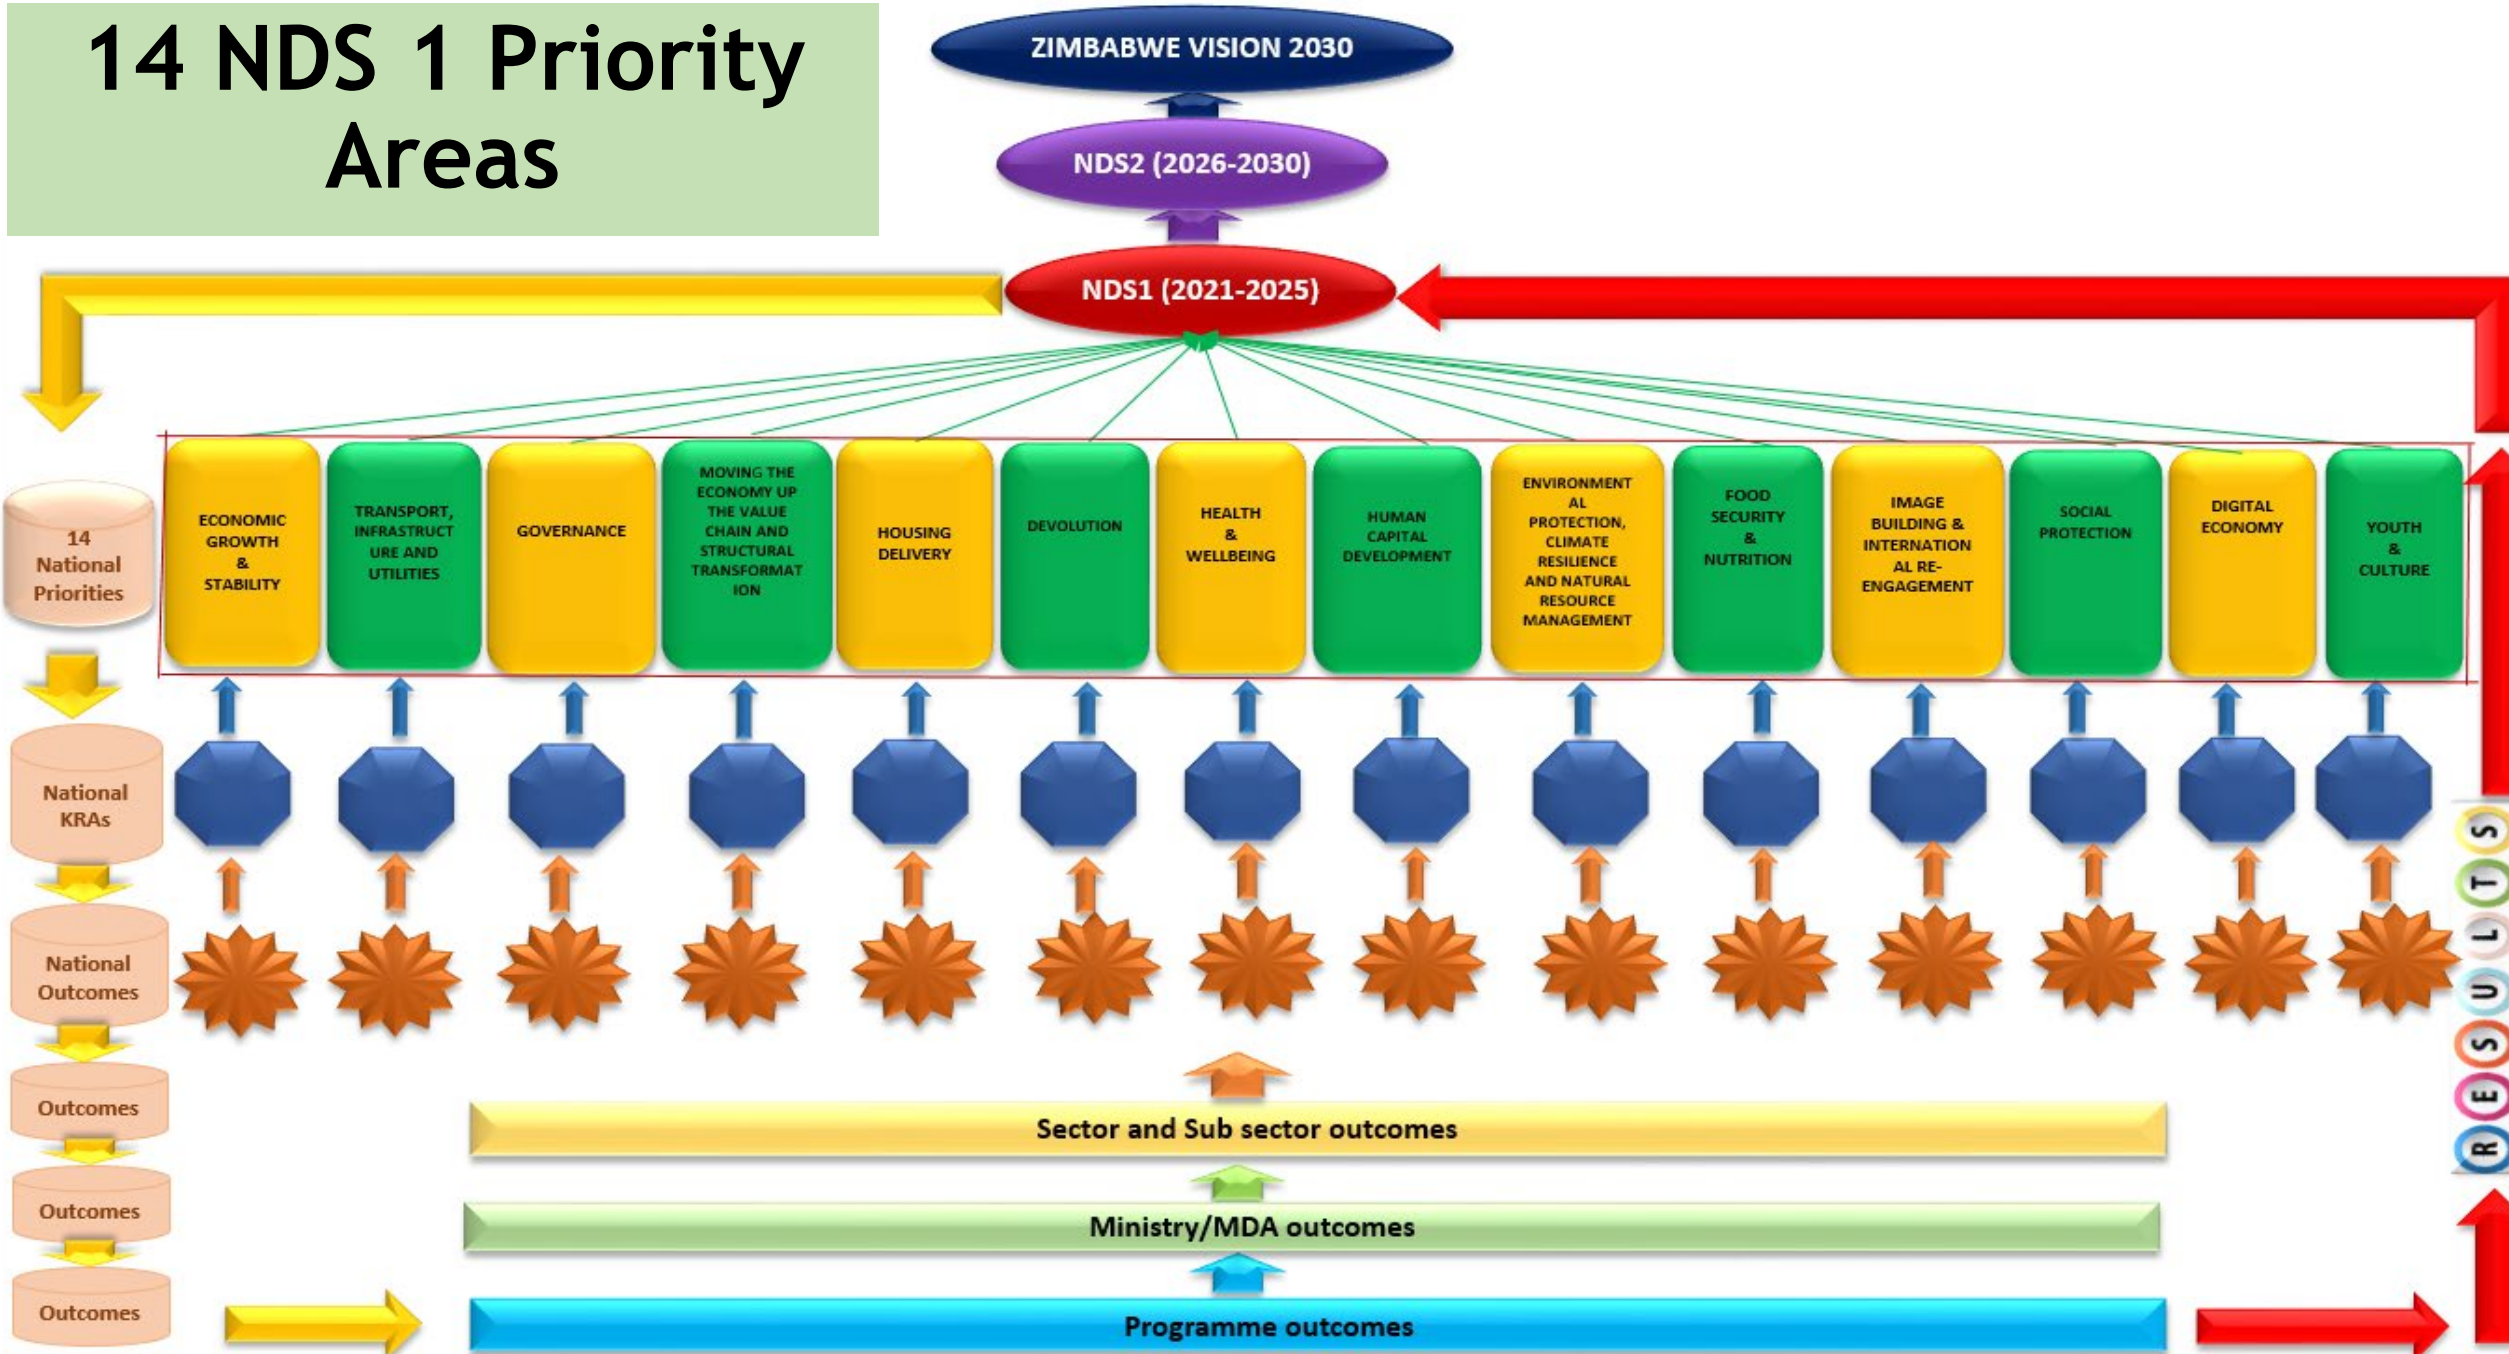 14 NDS 1 Priority
Areas
ZIMBABWE VISION 2030
NDS2 (2026-2030)
NDS1 (2021-2025)
14
National
Priorities
ECONOMIC
GROWTH
&
STABILITY
TRANSPORT,
INFRASTRUCT
URE AND
UTILITIES
GOVERNANCE
MOVING THE
ECONOMY UP
THE VALUE
CHAIN AND
STRUCTURAL
TRANSFORMAT
ION
HOUSING
DELIVERY
DEVOLUTION
HEALTH
&
WELLBEING
HUMAN
CAPITAL
DEVELOPMENT
ENVIRONMENT
AL
PROTECTION,
CLIMATE
RESILIENCE
AND NATURAL
RESOURCE
MANAGEMENT
FOOD
SECURITY
&
NUTRITION
IMAGE
BUILDING &
INTERNATION
AL RE-
ENGAGEMENT
SOCIAL
PROTECTION
DIGITAL
ECONOMY
YOUTH
&
CULTURE
National
KRAs
National
Outcomes
Outcomes
Sector and Sub sector outcomes
Outcomes
Ministry/MDA outcomes
Outcomes
Programme outcomes
RESULTS